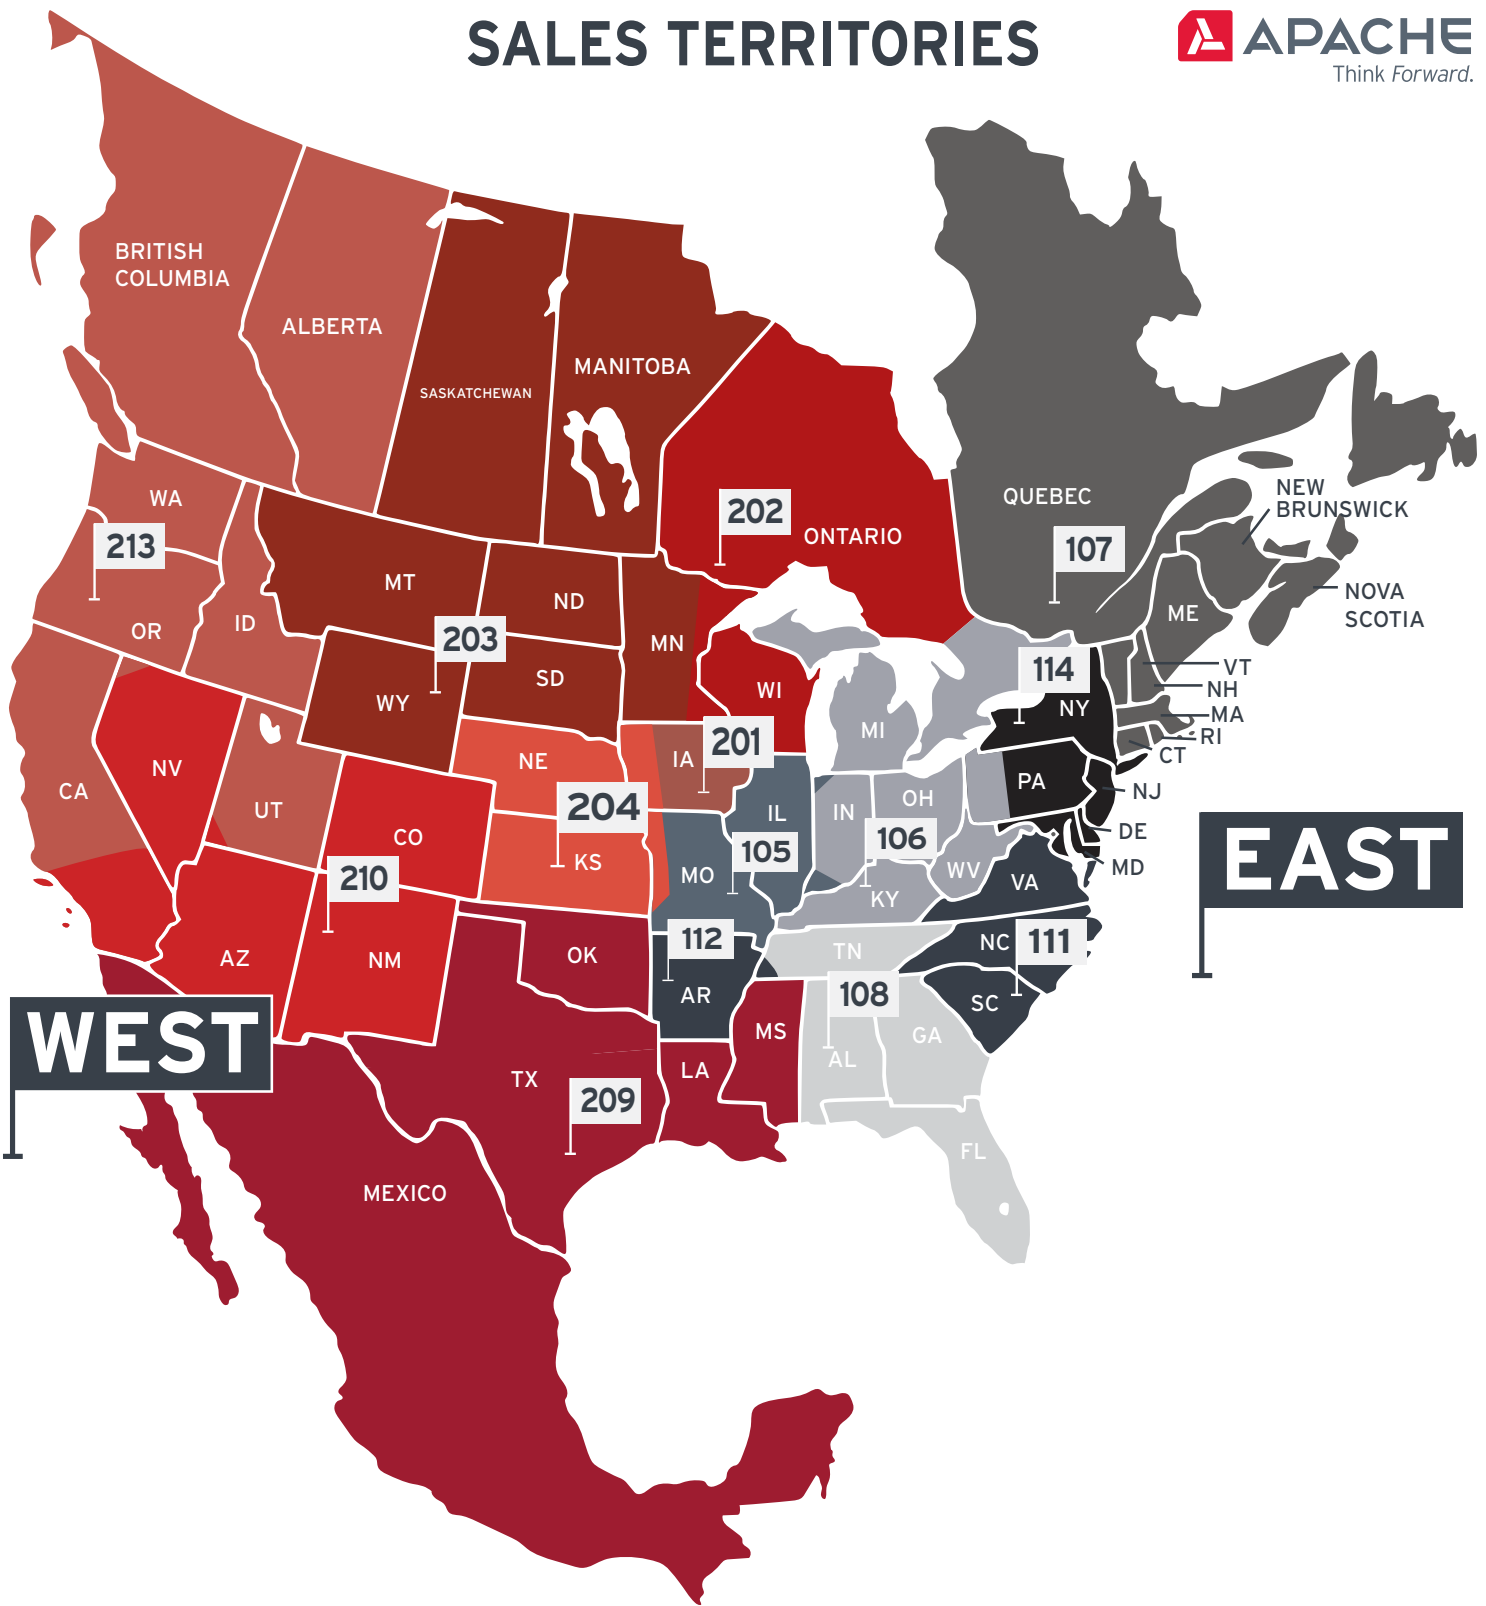 SALES TERRITORIES
APACHE
Think Forward.
BRITISH
COLUMBIA
ALBERTA
SASKATCHEWAN
MANITOBA
202
ONTARIO
QUEBEC
107
NEW
BRUNSWICK
NOVA
SCOTIA
WA
213
OR
ID
MT
ND
203
SD
WY
MN
WI
MI
114
NY
ME
VT
NH
MA
RI
CT
NJ
DE
MD
PA
CA
NV
UT
CO
210
NE
204
KS
IA
201
IL
105
MO
IN
OH
106
KY
WV
VA
EAST
NC
111
SC
TN
108
AL
GA
FL
112
AR
MS
LA
OK
TX
209
AZ
NM
WEST
MEXICO